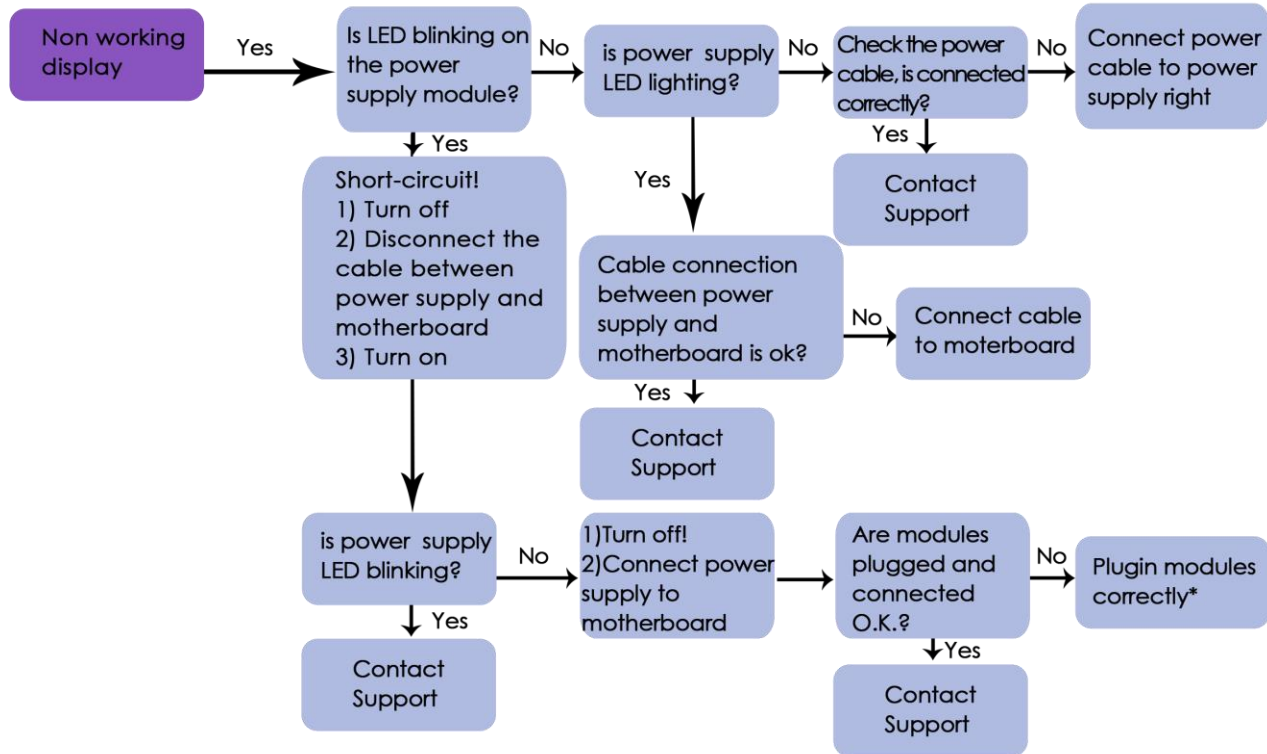 Non working
display
Yes
Is LED blinking on
the power
supply module?
No
is power supply
LED lighting?
No
Check the power
cable, is connected
correctly?
No
Connect power
cable to power
supply right
Yes
Short-circuit!
1) Turn off
2) Disconnect the
cable between
power supply and
motherboard
3) Turn on
Yes
Yes
Contact
Support
Cable connection
between power
supply and
motherboard is ok?
No
Connect cable
to moterboard
Yes
Contact
Support
is power supply
LED blinking?
No
1)Turn off!
2)Connect power
supply to
motherboard
Are modules
plugged and
connected
O.K.?
No
Plugin modules
correctly*
Yes
Contact
Support
Yes
Contact
Support